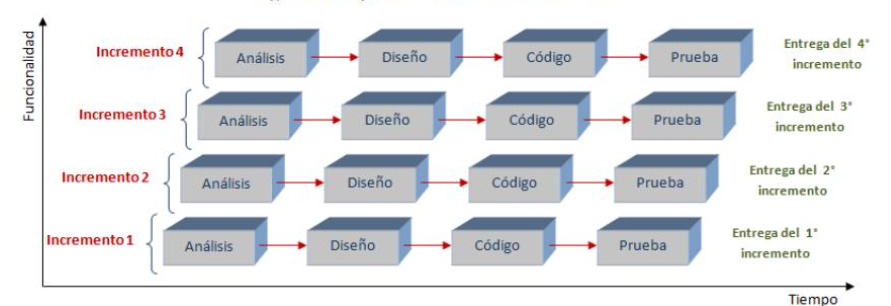 Funcionalidad
Incremento 4
Análisis
Diseño
Código
Prueba
Entrega del 4°
incremento
Incremento 3
Análisis
Diseño
Código
Prueba
Entrega del 3°
incremento
Incremento 2
Análisis
Diseño
Código
Prueba
Entrega del 2°
incremento
Incremento 1
Análisis
Diseño
Código
Prueba
Entrega del 1°
incremento
Tiempo